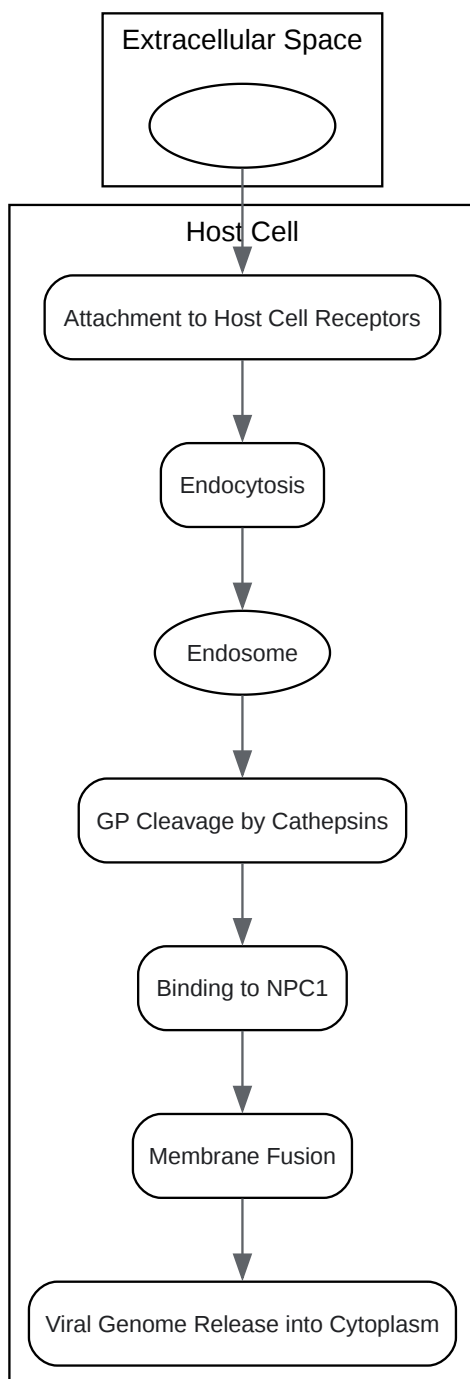 Extracellular Space
Host Cell
Attachment to Host Cell Receptors
Endocytosis
Endosome
GP Cleavage by Cathepsins
Binding to NPC1
Membrane Fusion
Viral Genome Release into Cytoplasm